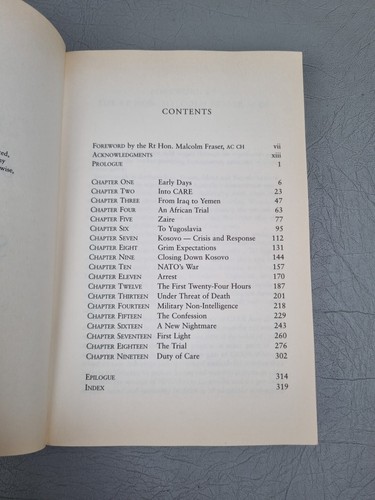 ed,
by
wise,
CONTENTS
FOREWORD by the Rt Hon. Malcolm Fraser, AC CH vii
ACKNOWLEDGMENTS xiii
PROLOGUE 1
CHAPTER ONE Early Days 6
CHAPTER TWO Into CARE 23
CHAPTER THREE From Iraq to Yemen 47
CHAPTER FOUR An African Trial 63
CHAPTER FIVE Zaire 77
CHAPTER SIX To Yugoslavia 95
CHAPTER SEVEN Kosovo — Crisis and Response 112
CHAPTER EIGHT Grim Expectations 131
CHAPTER NINE Closing Down Kosovo 144
CHAPTER TEN NATO's War 157
CHAPTER ELEVEN Arrest 170
CHAPTER TWELVE The First Twenty-Four Hours 187
CHAPTER THIRTEEN Under Threat of Death 201
CHAPTER FOURTEEN Military Non-Intelligence 218
CHAPTER FIFTEEN The Confession 229
CHAPTER SIXTEEN A New Nightmare 243
CHAPTER SEVENTEEN First Light 260
CHAPTER EIGHTEEN The Trial 276
CHAPTER NINETEEN Duty of Care 302
EPILOGUE 314
INDEX 319